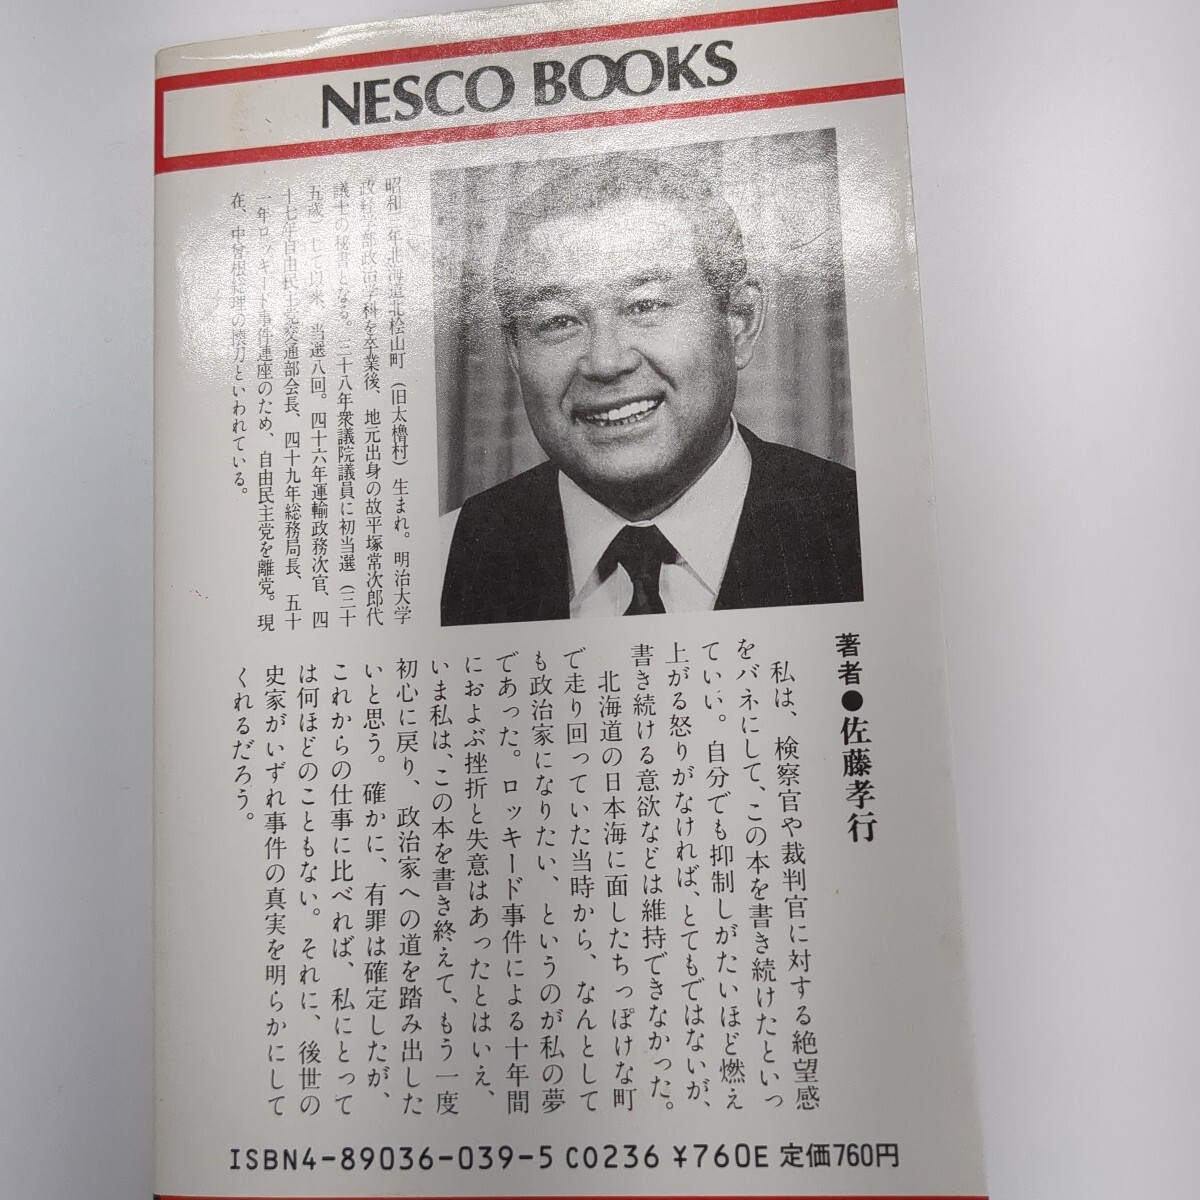 NESCO BOOKS
昭和 年北海道北桧山町(旧太櫓村)生まれ。明治大学
政経学部政治学科を卒業後、地元出身の故平塚常次郎代
議士の秘書となる。三十八年衆議院議員に初当選(三十
五歳)して以来、当選八回。四十六年運輸政務次官、四
十七年自由民主党交通部会長、四十九年総務局長、五十
一年ロッキード事件連座のため、自由民主党を離党。現
在、中曽根総理の懐刀といわれている。
著者●佐藤孝行
私は、検察官や裁判官に対する絶望感
をバネにして、この本を書き続けたといっ
ていい。自分でも抑制しがたいほど燃え
上がる怒りがなければ、とてもではないが、
書き続ける意欲などは維持できなかった。
北海道の日本海に面したちっぽけな町
で走り回っていた当時から、なんとして
も政治家になりたい、というのが私の夢
であった。ロッキード事件による十年間
におよぶ挫折と失意はあったとはいえ、
いま私は、この本を書き終えて、もう一度
初心に戻り、政治家への道を踏み出した
いと思う。確かに、有罪は確定したが、
これからの仕事に比べれば、私にとって
は何ほどのこともない。それに、後世の
史家がいずれ事件の真実を明らかにして
くれるだろう。
ISBN4-89036-039-5 C0236 ¥760E 定価760円